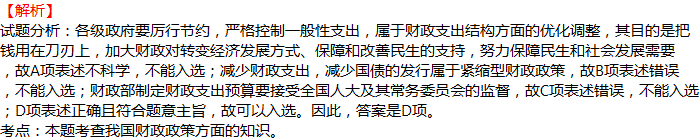 【解析】
试题分析：各级政府要厉行节约，严格控制一般性支出，属于财政支出结构方面的优化调整，其目的是把
钱用在刀刃上，加大财政对转变经济发展方式、保障和改善民生的支持，努力保障民生和社会发展需要
，故A项表述不科学，不能入选；减少财政支出，减少国债的发行属于紧缩型财政政策，故B项表述错误
，不能入选；财政部制定财政支出预算要接受全国人大及其常务委员会的监督，故C项表述错误，不能入选
；D项表述正确且符合题意主旨，故可以入选。因此，答案是D项。
考点：本题考查我国财政政策方面的知识。